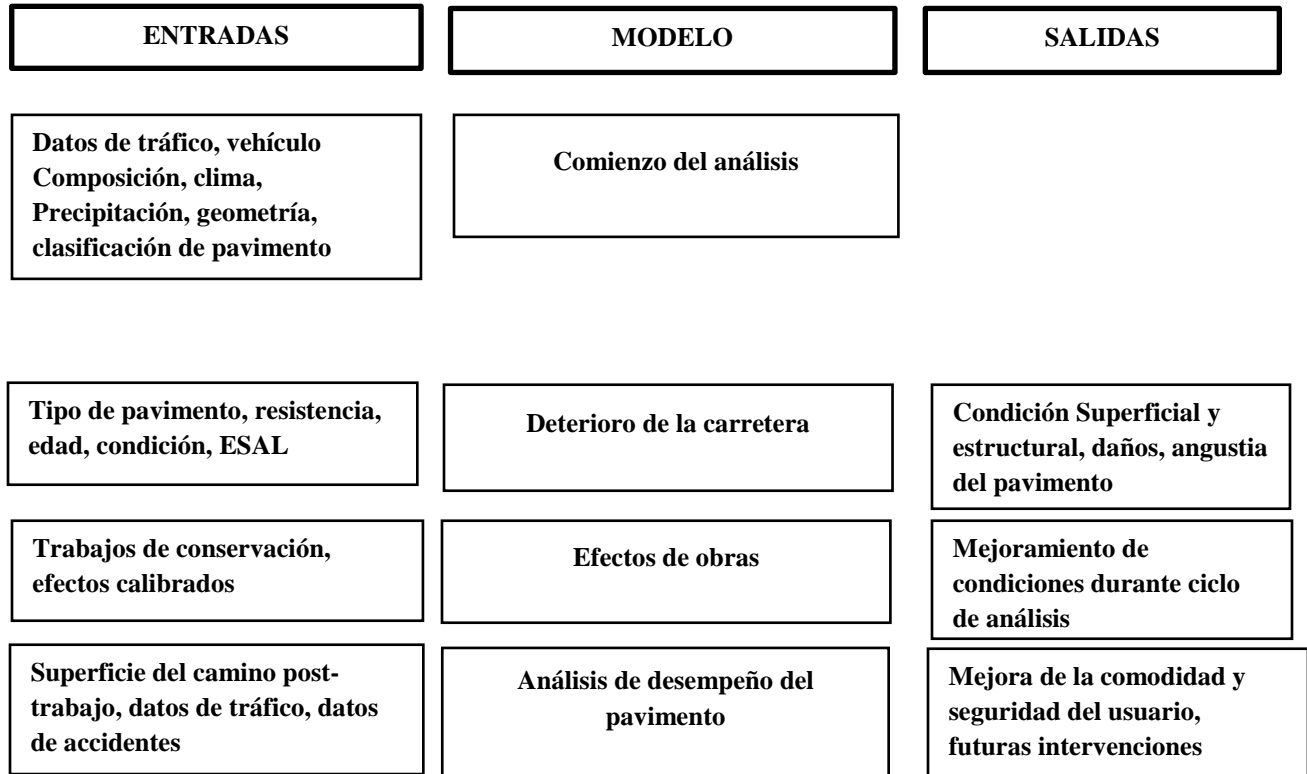 ENTRADAS
MODELO
SALIDAS
Datos de tráfico, vehículo
Composición, clima,
Precipitación, geometría,
clasificación de pavimento
Comienzo del análisis
Tipo de pavimento, resistencia,
edad, condición, ESAL
Deterioro de la carretera
Condición Superficial y
estructural, daños, angustia
del pavimento
Trabajos de conservación,
efectos calibrados
Efectos de obras
Mejoramiento de
condiciones durante ciclo
de análisis
Superficie del camino post-
trabajo, datos de tráfico, datos
de accidentes
Análisis de desempeño del
pavimento
Mejora de la comodidad y
seguridad del usuario,
futuras intervenciones